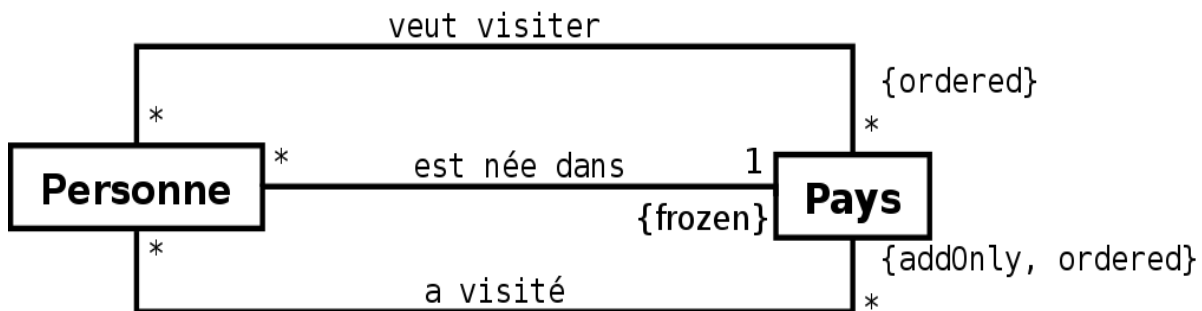 veut visiter
{ordered}
*
*
*
est née dans
1
Personne
Pays
{frozen}
*
{addOnly, ordered}
a visité
*